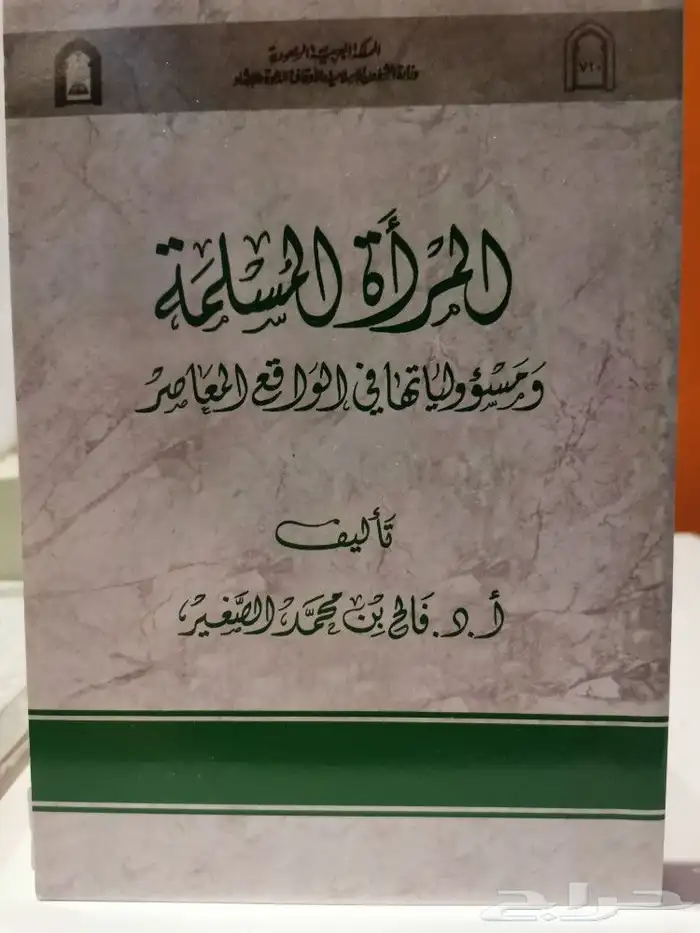 المملكة العربية السعودية
وزارة الشؤون الإسلامية والأوقاف والدعوة والإرشاد
٧٢٠
المرأة المسلمة
ومسؤولياتها في الواقع المعاصر
تأليف
أ.د. فالح بن محمد الصغير
حراج